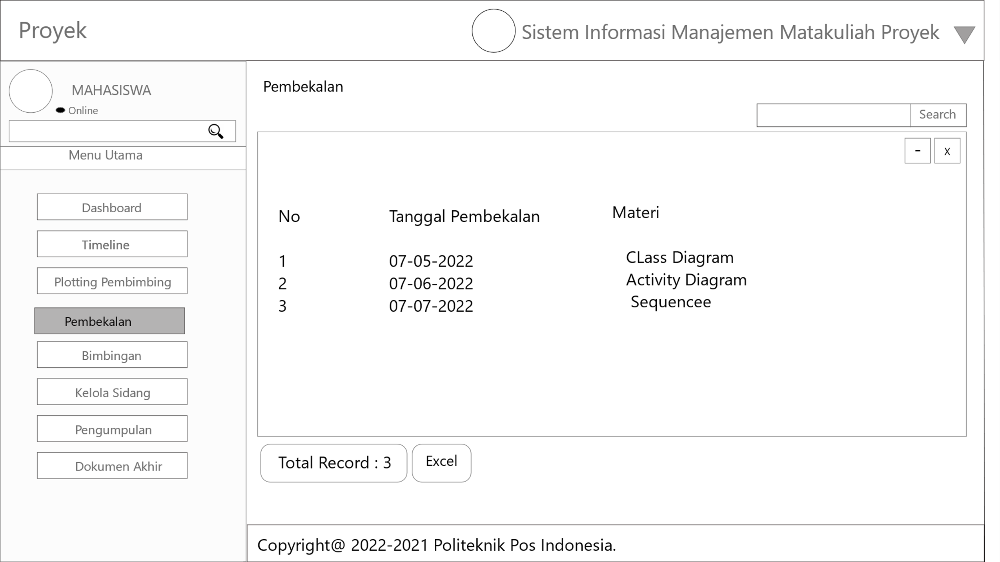 Proyek
Sistem Informasi Manajemen Matakuliah Proyek
MAHASISWA
Online
Menu Utama
Dashboard
Timeline
Plotting Pembimbing
Pembekalan
Bimbingan
Kelola Sidang
Pengumpulan
Dokumen Akhir
Pembekalan
Search
- x
No Tanggal Pembekalan Materi
1 07-05-2022 CLass Diagram
2 07-06-2022 Activity Diagram
3 07-07-2022 Sequencee
Total Record : 3 Excel
Copyright@ 2022-2021 Politeknik Pos Indonesia.